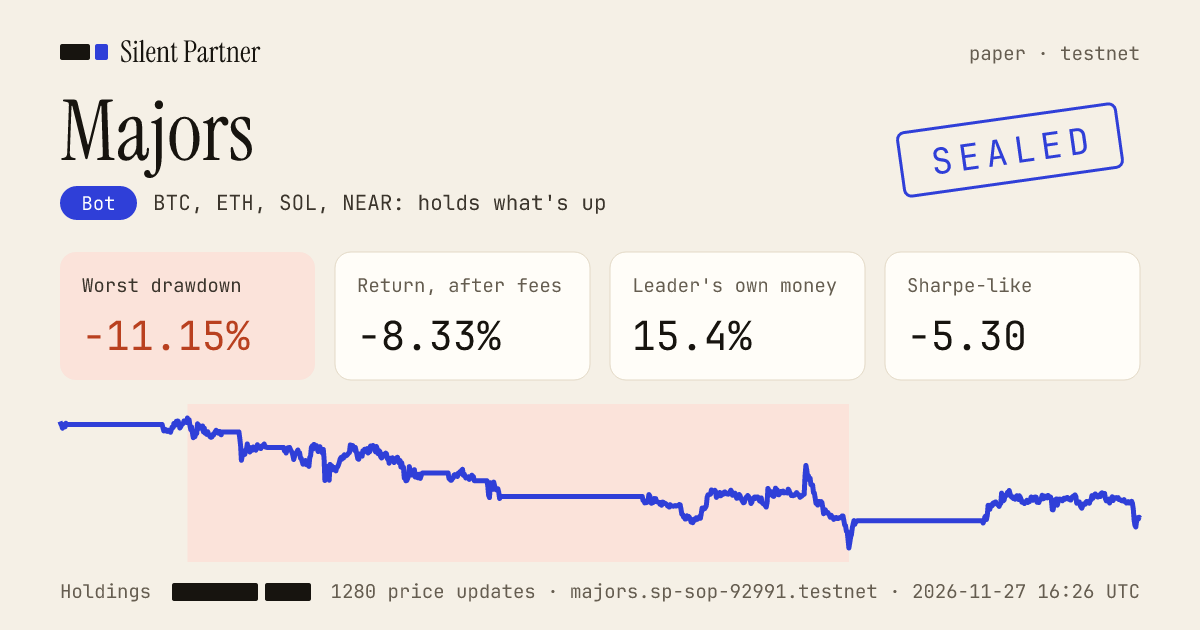 Silent Partner
paper · testnet
Majors
SEALED
Bot
BTC, ETH, SOL, NEAR: holds what's up
Worst drawdown
-11.15%
Return, after fees
-8.33%
Leader's own money
15.4%
Sharpe-like
-5.30
Holdings
1280 price updates · majors.sp-sop-92991.testnet · 2026-11-27 16:26 UTC